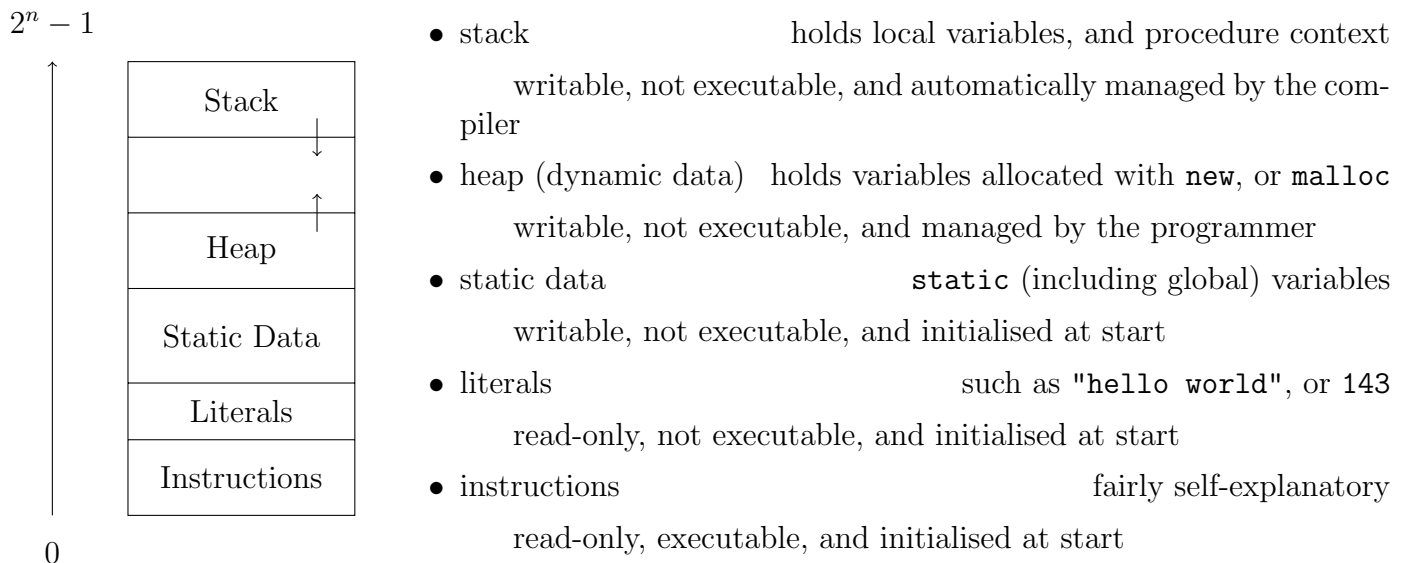 2^n − 1
Stack
Heap
Static Data
Literals
Instructions
0
• stack holds local variables, and procedure context
writable, not executable, and automatically managed by the com-
piler
• heap (dynamic data) holds variables allocated with new, or malloc
writable, not executable, and managed by the programmer
• static data static (including global) variables
writable, not executable, and initialised at start
• literals such as "hello world", or 143
read-only, not executable, and initialised at start
• instructions fairly self-explanatory
read-only, executable, and initialised at start